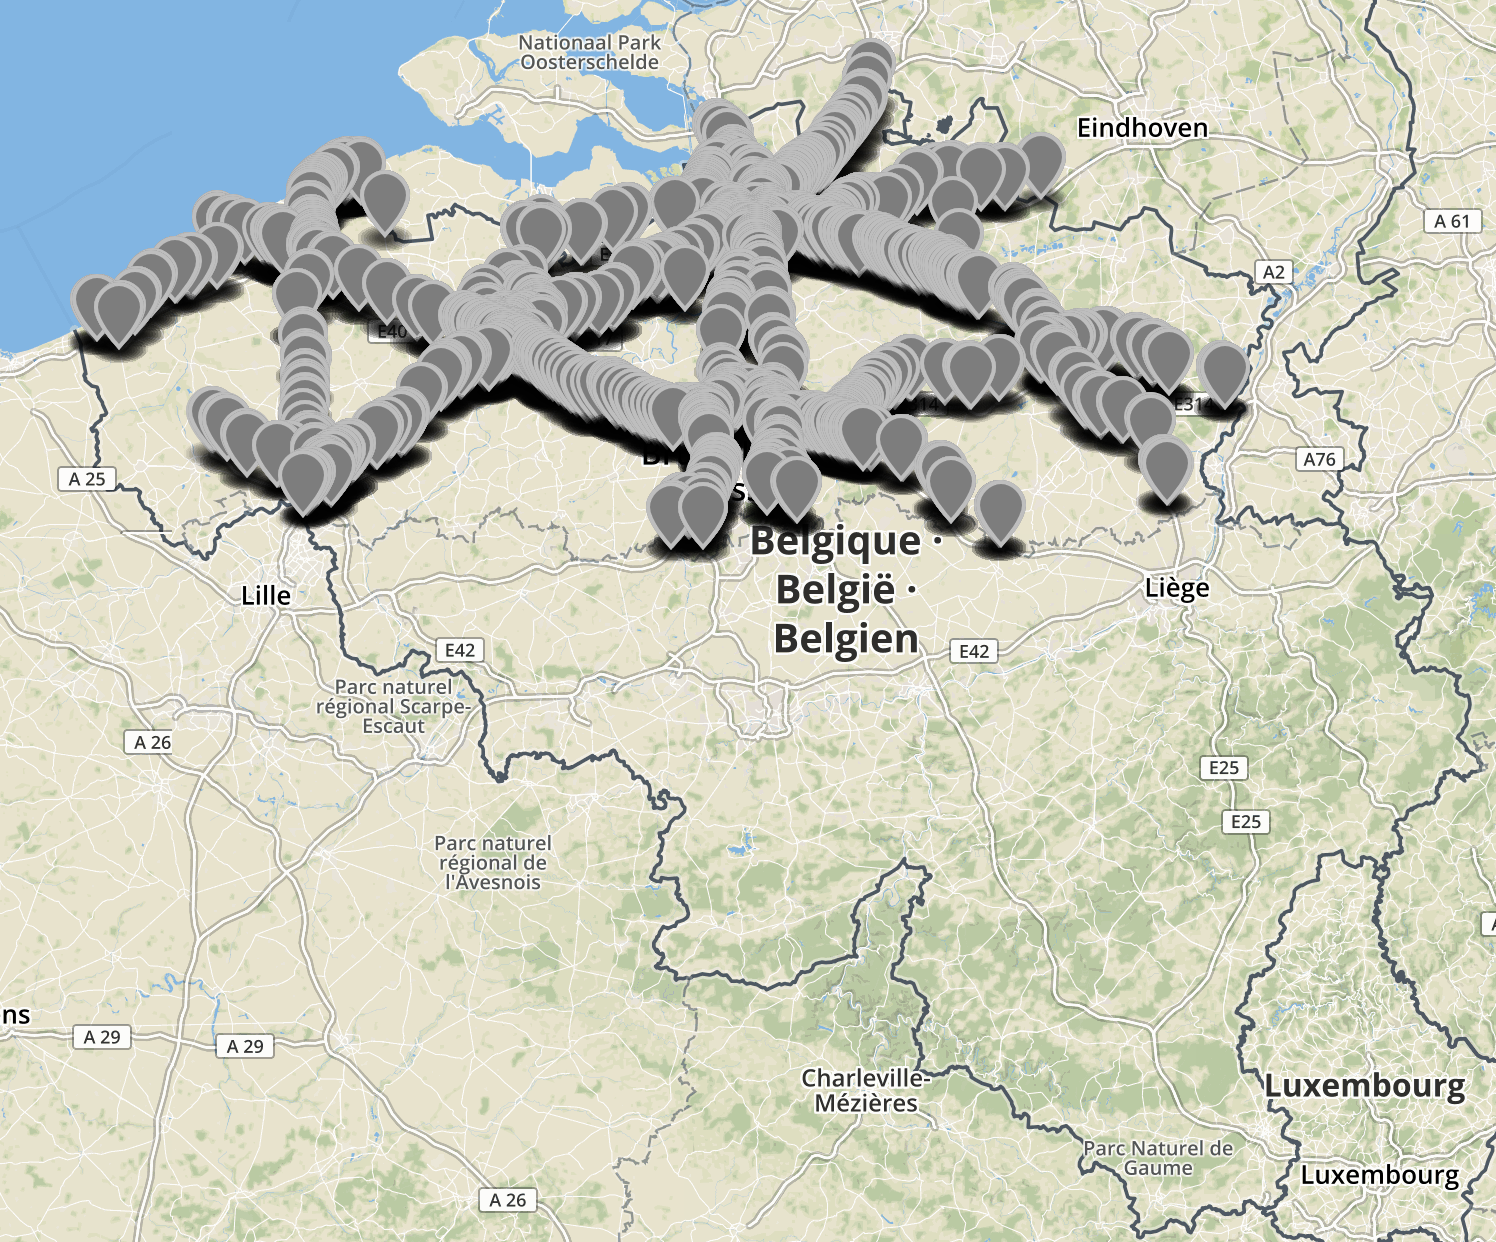 Nationaal Park
Oosterschelde
Eindhoven
A 61
A2
E40
E314
A 25
A76
Belgique ·
België ·
Belgien
Lille
Liège
E42
E42
Parc naturel
régional Scarpe-
Escaut
A 26
E25
E25
Parc naturel
régional de
l'Avesnois
ns
A 29
A 29
Charleville-
Mézières
Luxembourg
Parc Naturel de
Gaume
Luxembourg
A 26